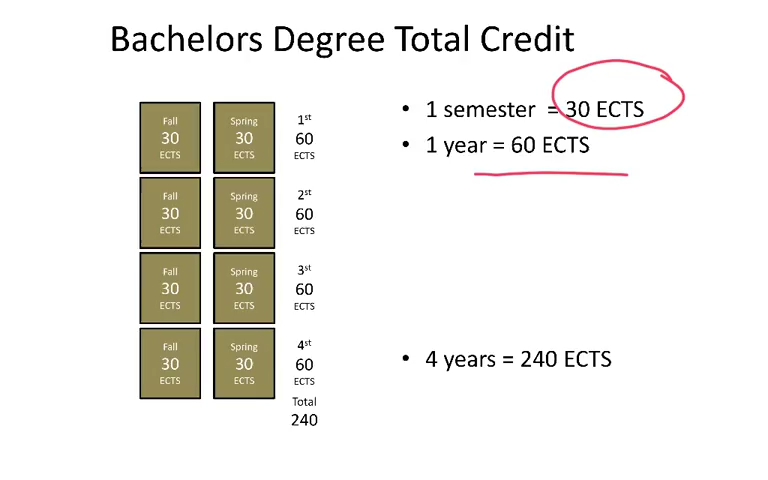 Bachelors Degree Total Credit
Fall
30
ECTS
Spring
30
ECTS
1st
60
ECTS
Fall
30
ECTS
Spring
30
ECTS
2st
60
ECTS
Fall
30
ECTS
Spring
30
ECTS
3st
60
ECTS
Fall
30
ECTS
Spring
30
ECTS
4st
60
ECTS
Total
240
• 1 semester = 30 ECTS
• 1 year = 60 ECTS
• 4 years = 240 ECTS